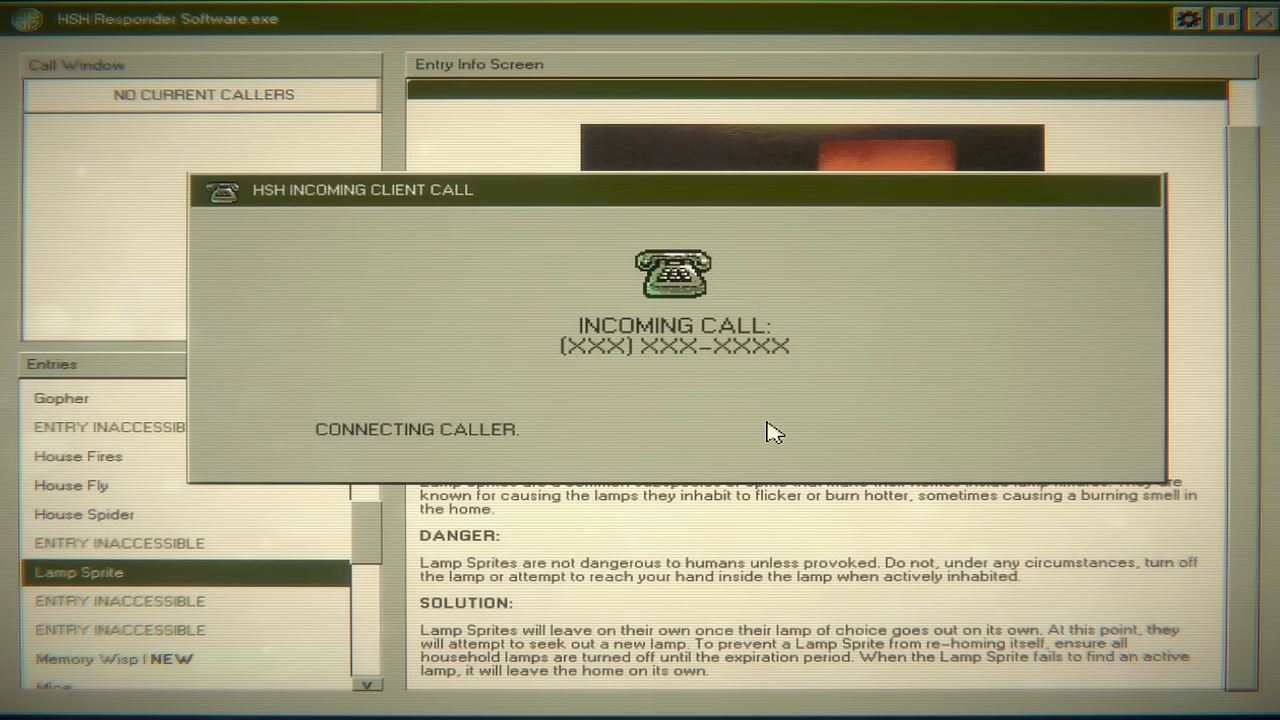 HSH Responder Software.exe
Call Window
NO CURRENT CALLERS
Entry Info Screen
HSH INCOMING CLIENT CALL
INCOMING CALL:
(XXX) XXX-XXXX
CONNECTING CALLER.
Entries
Gopher
ENTRY INACCESSIB
House Fires
House Fly
House Spider
ENTRY INACCESSIBLE
Lamp Sprite
ENTRY INACCESSIBLE
ENTRY INACCESSIBLE
Memory Wisp | NEW
Mice
known for causing the lamps they inhabit to flicker or burn hotter, sometimes causing a burning smell in
the home.
DANGER:
Lamp Sprites are not dangerous to humans unless provoked. Do not, under any circumstances, turn off
the lamp or attempt to reach your hand inside the lamp when actively inhabited.
SOLUTION:
Lamp Sprites will leave on their own once their lamp of choice goes out on its own. At this point, they
will attempt to seek out a new lamp. To prevent a Lamp Sprite from re-homing itself, ensure all
household lamps are turned off until the expiration period. When the Lamp Sprite fails to find an active
lamp, it will leave the home on its own.